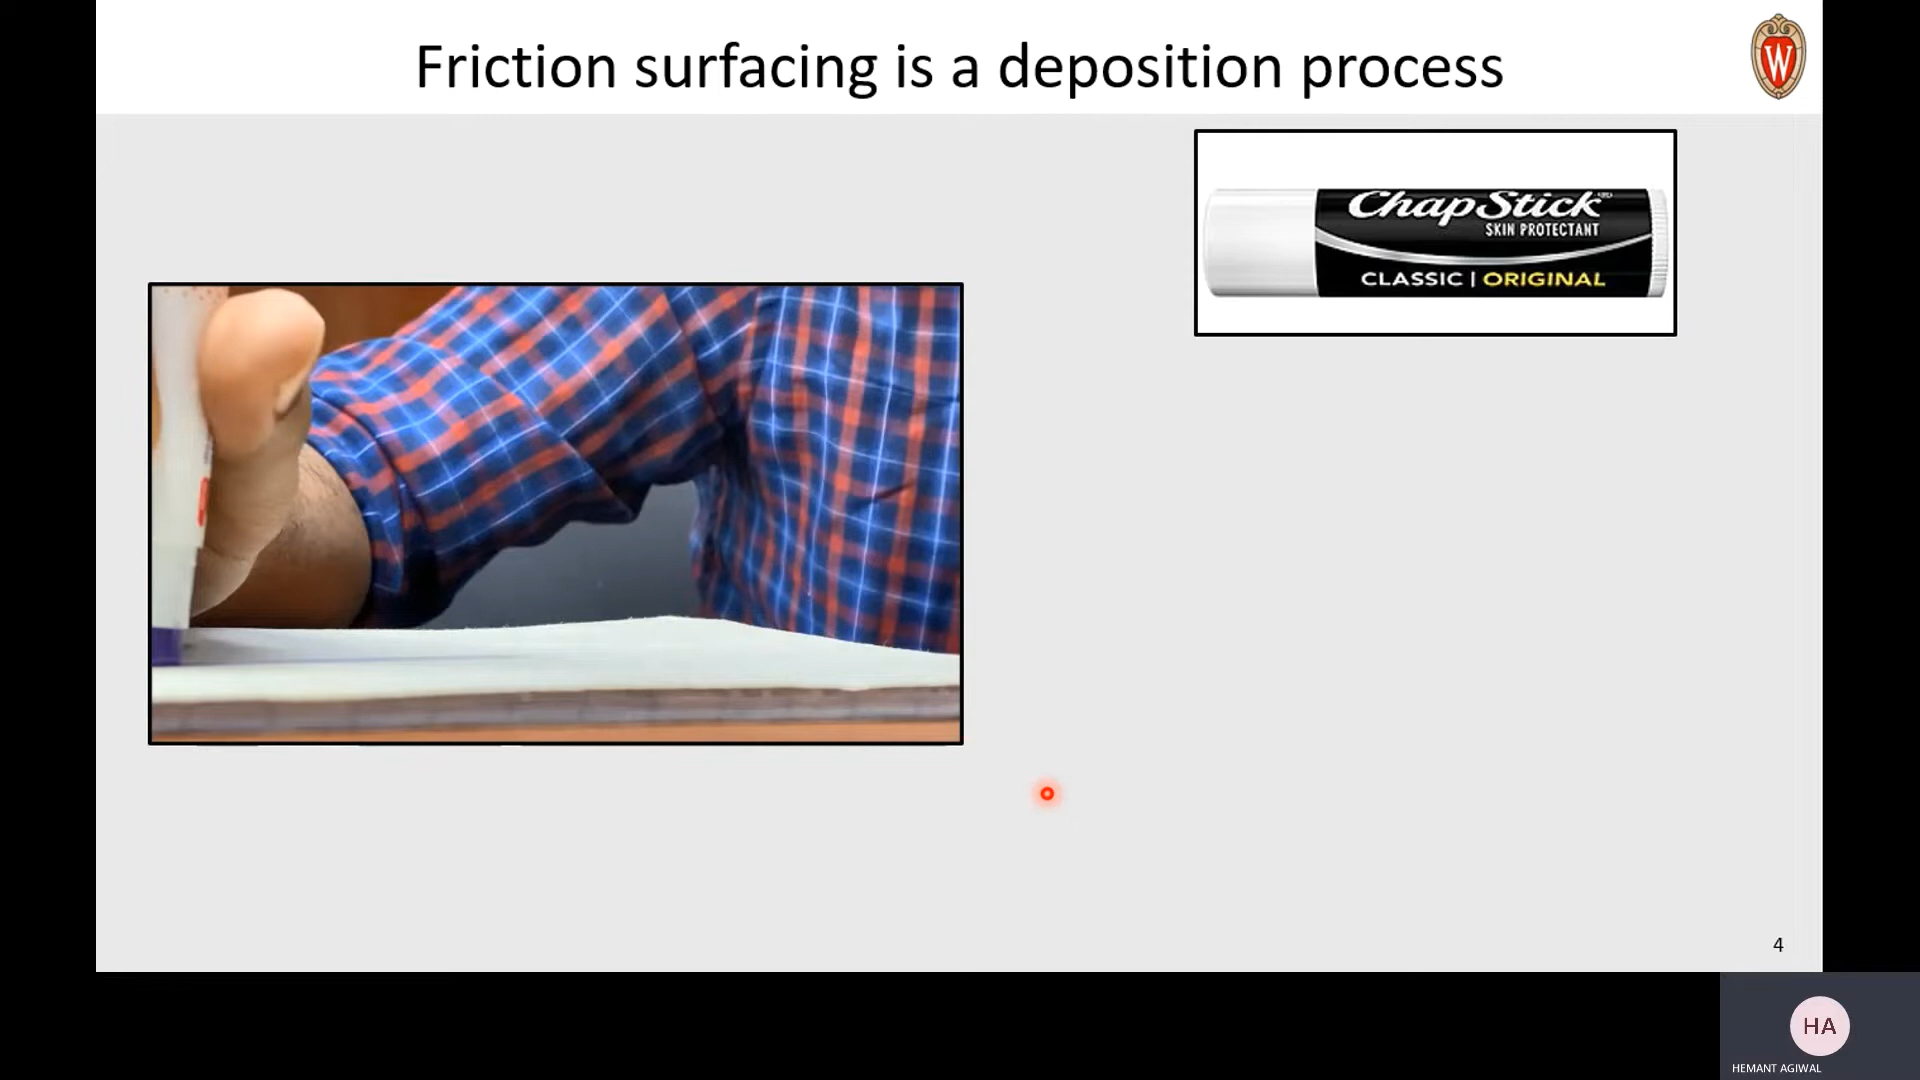 Friction surfacing is a deposition process
W
ChapStick
SKIN PROTECTANT
CLASSIC | ORIGINAL
4
HA
HEMANT AGIWAL